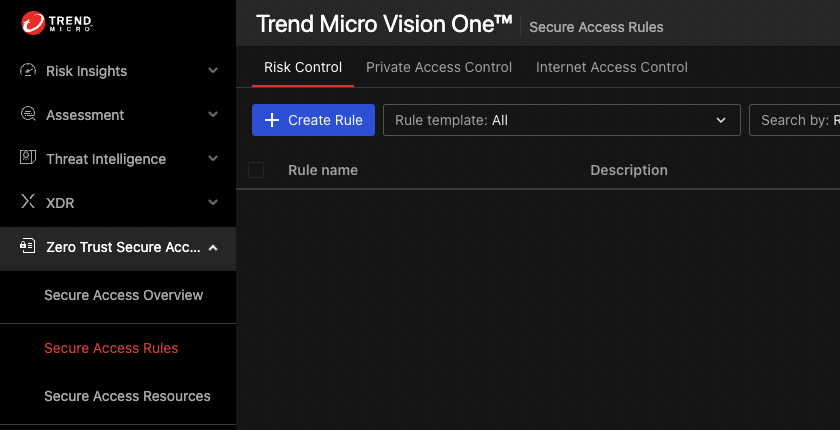 TREND
MICRO
Trend Micro Vision One™
Secure Access Rules
Risk Insights
Assessment
Threat Intelligence
XDR
Zero Trust Secure Acc...
Secure Access Overview
Secure Access Rules
Secure Access Resources
Risk Control
Private Access Control
Internet Access Control
+ Create Rule
Rule template: All
Search by: R
Rule name
Description